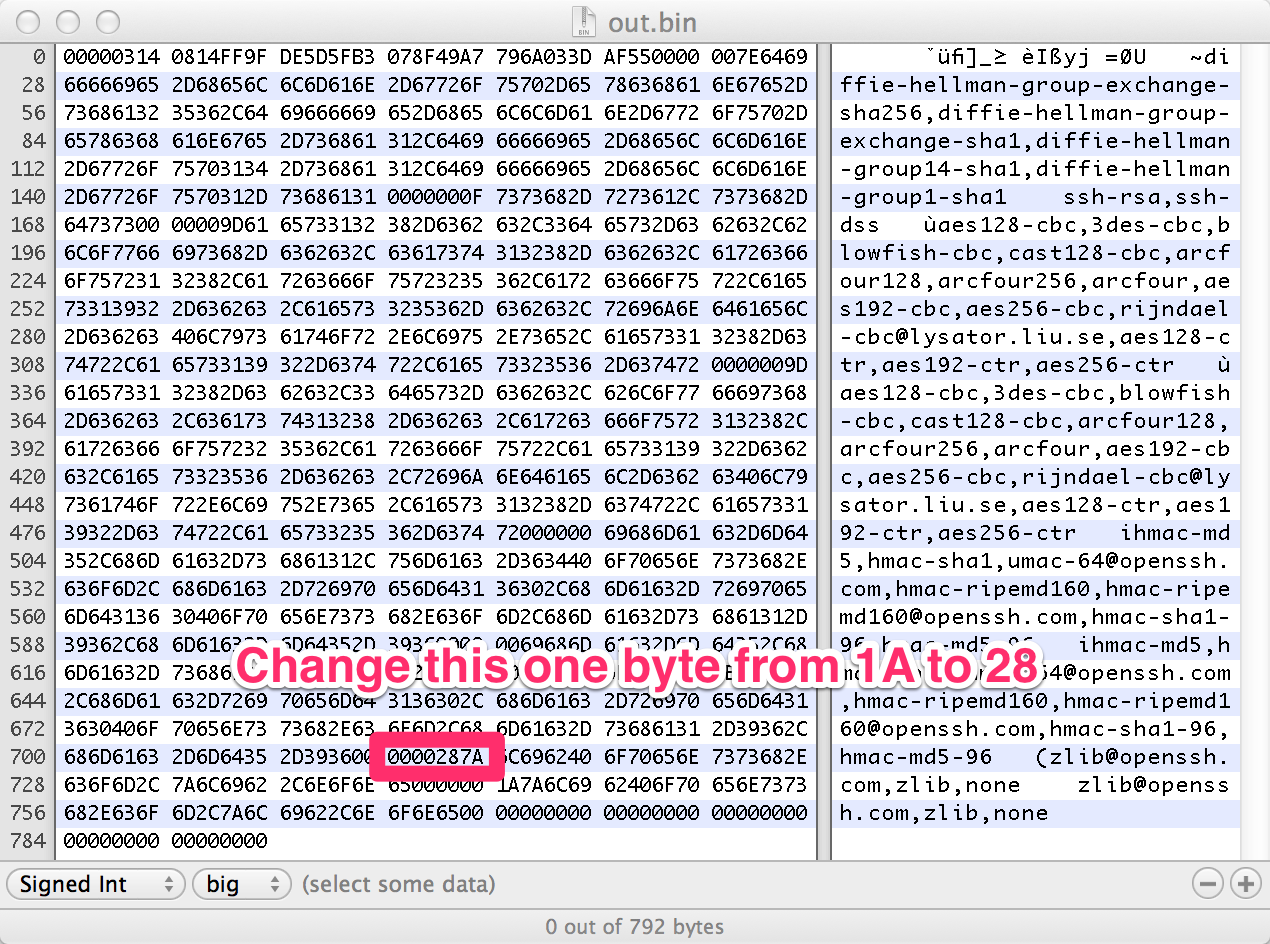 out.bin
0 00000314 0814FF9F DE5D5FB3 078F49A7 796A033D AF550000 007E6469 ˇüﬁ]_≥ èIßyj =ØU ~di
28 66666965 2D68656C 6C6D616E 2D67726F 75702D65 78636861 6E67652D ffie-hellman-group-exchange-
56 73686132 35362C64 69666669 652D6865 6C6C6D61 6E2D6772 6F75702D sha256,diffie-hellman-group-
84 65786368 616E6765 2D736861 312C6469 66666965 2D68656C 6C6D616E exchange-sha1,diffie-hellman
112 2D67726F 75703134 2D736861 312C6469 66666965 2D68656C 6C6D616E -group14-sha1,diffie-hellman
140 2D67726F 7570312D 73686131 0000000F 7373682D 7273612C 7373682D -group1-sha1 ssh-rsa,ssh-
168 64737300 00009D61 65733132 382D6362 632C3364 65732D63 62632C62 dss ùaes128-cbc,3des-cbc,b
196 6C6F7766 6973682D 6362632C 63617374 3132382D 6362632C 61726366 lowfish-cbc,cast128-cbc,arcf
224 6F757231 32382C61 7263666F 75723235 362C6172 63666F75 722C6165 our128,arcfour256,arcfour,ae
252 73313932 2D636263 2C616573 3235362D 6362632C 72696A6E 6461656C s192-cbc,aes256-cbc,rijndael
280 2D636263 406C7973 61746F72 2E6C6975 2E73652C 61657331 32382D63 -cbc@lysator.liu.se,aes128-c
308 74722C61 65733139 322D6374 722C6165 73323536 2D637472 0000009D tr,aes192-ctr,aes256-ctr ù
336 61657331 32382D63 62632C33 6465732D 6362632C 626C6F77 66697368 aes128-cbc,3des-cbc,blowfish
364 2D636263 2C636173 74313238 2D636263 2C617263 666F7572 3132382C -cbc,cast128-cbc,arcfour128,
392 61726366 6F757232 35362C61 7263666F 75722C61 65733139 322D6362 arcfour256,arcfour,aes192-cb
420 632C6165 73323536 2D636263 2C72696A 6E646165 6C2D6362 63406C79 c,aes256-cbc,rijndael-cbc@ly
448 7361746F 722E6C69 752E7365 2C616573 3132382D 6374722C 61657331 sator.liu.se,aes128-ctr,aes1
476 39322D63 74722C61 65733235 362D6374 72000000 69686D61 632D6D64 92-ctr,aes256-ctr ihmac-md
504 352C686D 61632D73 6861312C 756D6163 2D363440 6F70656E 7373682E 5,hmac-sha1,umac-64@openssh.
532 636F6D2C 686D6163 2D726970 656D6431 36302C68 6D61632D 72697065 com,hmac-ripemd160,hmac-ripe
560 6D643136 30406F70 656E7373 682E636F 6D2C686D 61632D73 6861312D md160@openssh.com,hmac-sha1-
588 39362C68 6D61632D 6D64352D 39360000 0069686D 61632D6D 64352C68 96,hmac-md5-96 ihmac-md5,h
Change this one byte from 1A to 28
616 6D61632D 64@openssh.com
644 2C686D61 632D7269 70656D64 3136302C 686D6163 2D726970 656D6431 ,hmac-ripemd160,hmac-ripemd1
672 3630406F 70656E73 73682E63 6F6D2C68 6D61632D 73686131 2D39362C 60@openssh.com,hmac-sha1-96,
700 686D6163 2D6D6435 2D393600 0000287A 6C696240 6F70656E 7373682E hmac-md5-96 (zlib@openssh.
728 636F6D2C 7A6C6962 2C6E6F6E 65000000 1A7A6C69 62406F70 656E7373 com,zlib,none zlib@openss
756 682E636F 6D2C7A6C 69622C6E 6F6E6500 00000000 00000000 00000000 h.com,zlib,none
784 00000000 00000000
Signed Int big (select some data)
0 out of 792 bytes